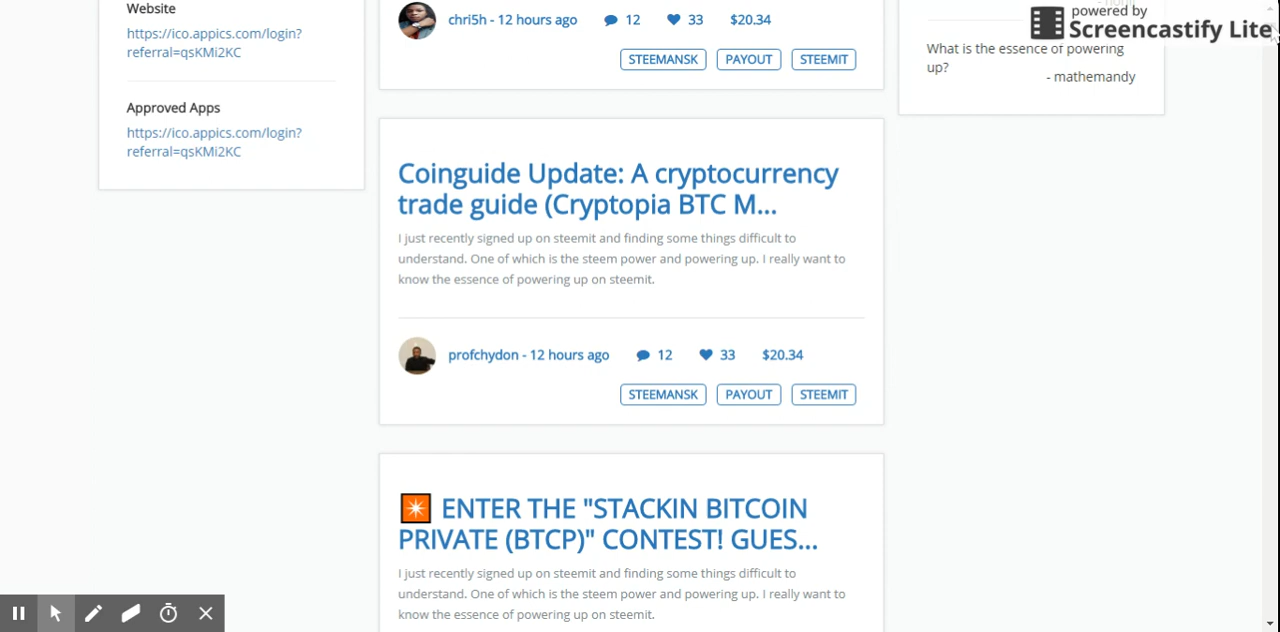 Website
https://ico.appics.com/login?
referral=qsKMi2KC
Approved Apps
https://ico.appics.com/login?
referral=qsKMi2KC
chri5h - 12 hours ago 12 33 $20.34
STEEMANSK PAYOUT STEEMIT
Coinguide Update: A cryptocurrency
trade guide (Cryptopia BTC M...
I just recently signed up on steemit and finding some things difficult to
understand. One of which is the steem power and powering up. I really want to
know the essence of powering up on steemit.
profchydon - 12 hours ago 12 33 $20.34
STEEMANSK PAYOUT STEEMIT
ENTER THE "STACKIN BITCOIN
PRIVATE (BTCP)" CONTEST! GUES...
I just recently signed up on steemit and finding some things difficult to
understand. One of which is the steem power and powering up. I really want to
know the essence of powering up on steemit.
powered by
Screencastify Lite
What is the essence of powering
up?
- mathemandy